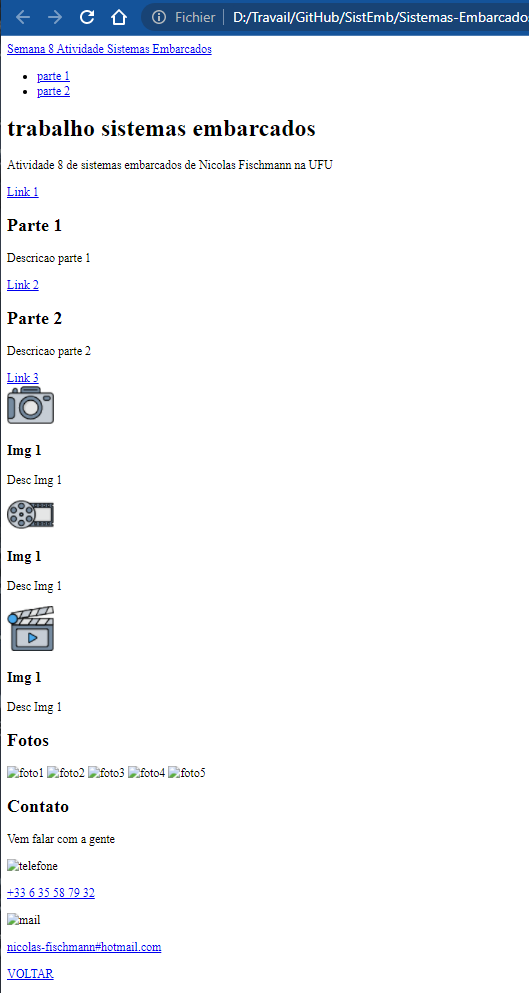 Fichier D:/Travail/GitHub/SistEmb/Sistemas-Embarcados
Semana 8 Atividade Sistemas Embarcados
parte 1
parte 2
trabalho sistemas embarcados
Atividade 8 de sistemas embarcados de Nicolas Fischmann na UFU
Link 1
Parte 1
Descricao parte 1
Link 2
Parte 2
Descricao parte 2
Link 3
Img 1
Desc Img 1
Img 1
Desc Img 1
Img 1
Desc Img 1
Fotos
foto1 foto2 foto3 foto4 foto5
Contato
Vem falar com a gente
telefone
+33 6 35 58 79 32
mail
nicolas-fischmann#hotmail.com
VOLTAR